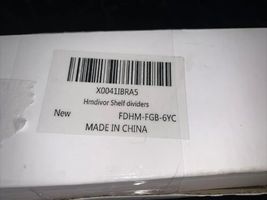 X0041IBRA5
Hmdivor Shelf dividers
New FDHM-FGB-6YC
MADE IN CHINA